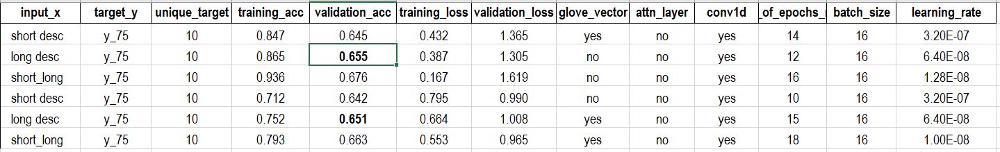 input_x target_y unique_target training_acc validation_acc training_loss validation_loss glove_vector attn_layer conv1d _of_epochs_ batch_size learning_rate
short desc y_75 10 0.847 0.645 0.432 1.365 yes no yes 14 16 3.20E-07
long desc y_75 10 0.865 0.655 0.387 1.305 no no yes 12 16 6.40E-08
short_long y_75 10 0.936 0.676 0.167 1.619 no no yes 16 16 1.28E-08
short desc y_75 10 0.712 0.642 0.795 0.990 no no yes 10 16 3.20E-07
long desc y_75 10 0.752 0.651 0.664 1.008 yes no yes 15 16 6.40E-08
short_long y_75 10 0.793 0.663 0.553 0.965 yes no yes 18 16 1.00E-08